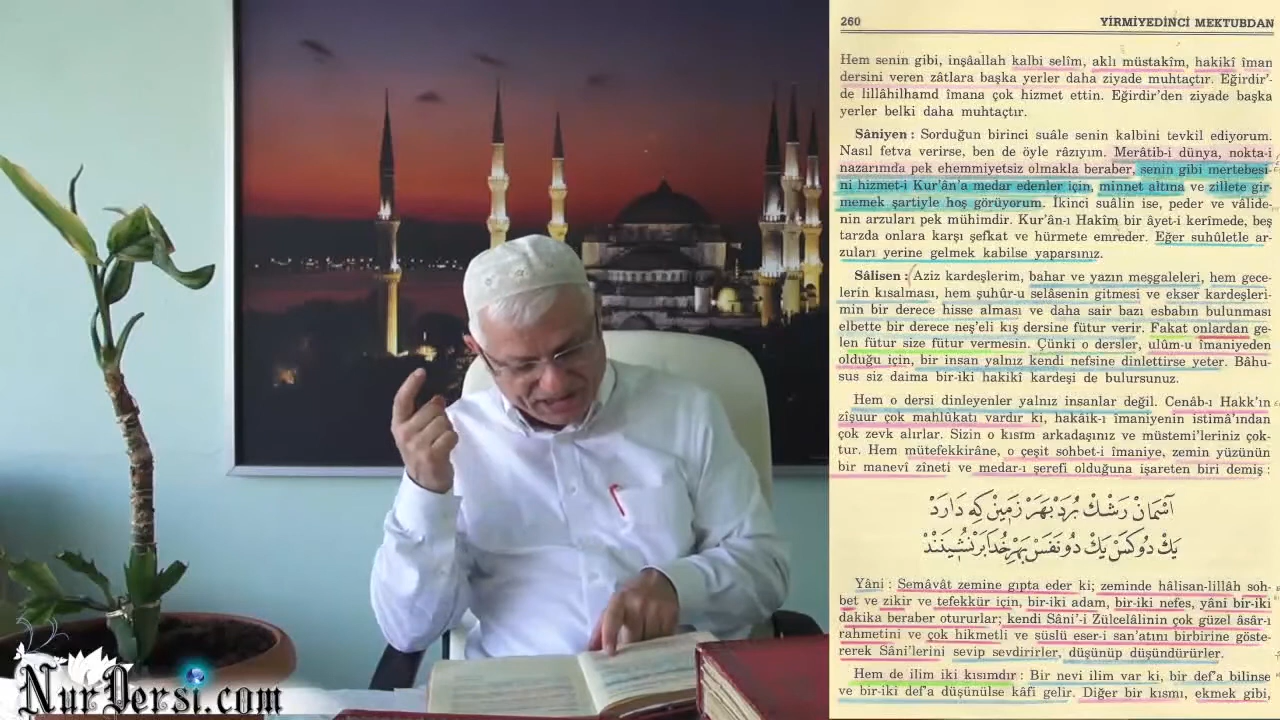 260
YİRMİYEDİNCİ MEKTUBDAN
Hem senin gibi, inşâallah kalbi selîm, aklı müstakîm, hakikî îman
dersini veren zâtlara başka yerler daha ziyade muhtaçtır. Eğirdir'-
de lillâhilhamd îmana çok hizmet ettin. Eğirdir'den ziyade başka
yerler belki daha muhtaçtır.
Sâniyen : Sorduğun birinci suâle senin kalbini tevkil ediyorum.
Nasıl fetva verirse, ben de öyle râzıyım. Merâtib-i dünya, nokta-i
nazarımda pek ehemmiyetsiz olmakla beraber, senin gibi mertebesi-
ni hizmet-i Kur'ân'a medar edenler için, minnet altına ve zillete gir-
memek şartiyle hoş görüyorum. İkinci suâlin ise, peder ve vâlide-
nin arzuları pek mühimdir. Kur'ân-ı Hakîm bir âyet-i kerîmede, beş
tarzda onlara karşı şefkat ve hürmete emreder. Eğer suhûletle ar-
zuları yerine gelmek kabilse yaparsınız.
Sâlisen : Aziz kardeşlerim, bahar ve yazın meşgaleleri, hem gece-
lerin kısalması, hem şuhûr-u selâsenin gitmesi ve ekser kardeşleri-
min bir derece hisse alması ve daha sair bazı esbabın bulunması
elbette bir derece neş'eli kış dersine fütur verir. Fakat onlardan ge-
len fütur size fütur vermesin. Çünki o dersler, ulûm-u îmaniyeden
olduğu için, bir insan yalnız kendi nefsine dinlettirse yeter. Bâhu-
sus siz daima bir-iki hakikî kardeşi de bulursunuz.
Hem o dersi dinleyenler yalnız insanlar değil. Cenâb-ı Hakk'ın
zîşuur çok mahlûkatı vardır ki, hakâik-ı îmaniyenin istimâ'ından
çok zevk alırlar. Sizin o kısım arkadaşınız ve müstemi'leriniz çok-
tur. Hem mütefekkirâne, o çeşit sohbet-i îmaniye, zemin yüzünün
bir manevî zîneti ve medar-ı şerefi olduğuna işareten biri demiş :
آسْمَانْ رَشْكْ بُرَدْ بَهْرَ زَمِينْ كِه دَارَدْ
يَكْ دُو كَسْ يَكْ دُو نَفَسْ بَهْرِ خُدَا بَرْ نَشِينَنْدْ
Yâni : Semâvât zemine gıpta eder ki; zeminde hâlisan-lillâh soh-
bet ve zikir ve tefekkür için, bir-iki adam, bir-iki nefes, yâni bir-iki
dakika beraber otururlar; kendi Sâni'-i Zülcelâlinin çok güzel âsâr-ı
rahmetini ve çok hikmetli ve süslü eser-i san'atını birbirine göste-
rerek Sâni'lerini sevip sevdirirler, düşünüp düşündürürler.
Hem de ilim iki kısımdır : Bir nevi ilim var ki, bir def'a bilinse
ve bir-iki def'a düşünülse kâfi gelir. Diğer bir kısmı, ekmek gibi,
NurDersi.com